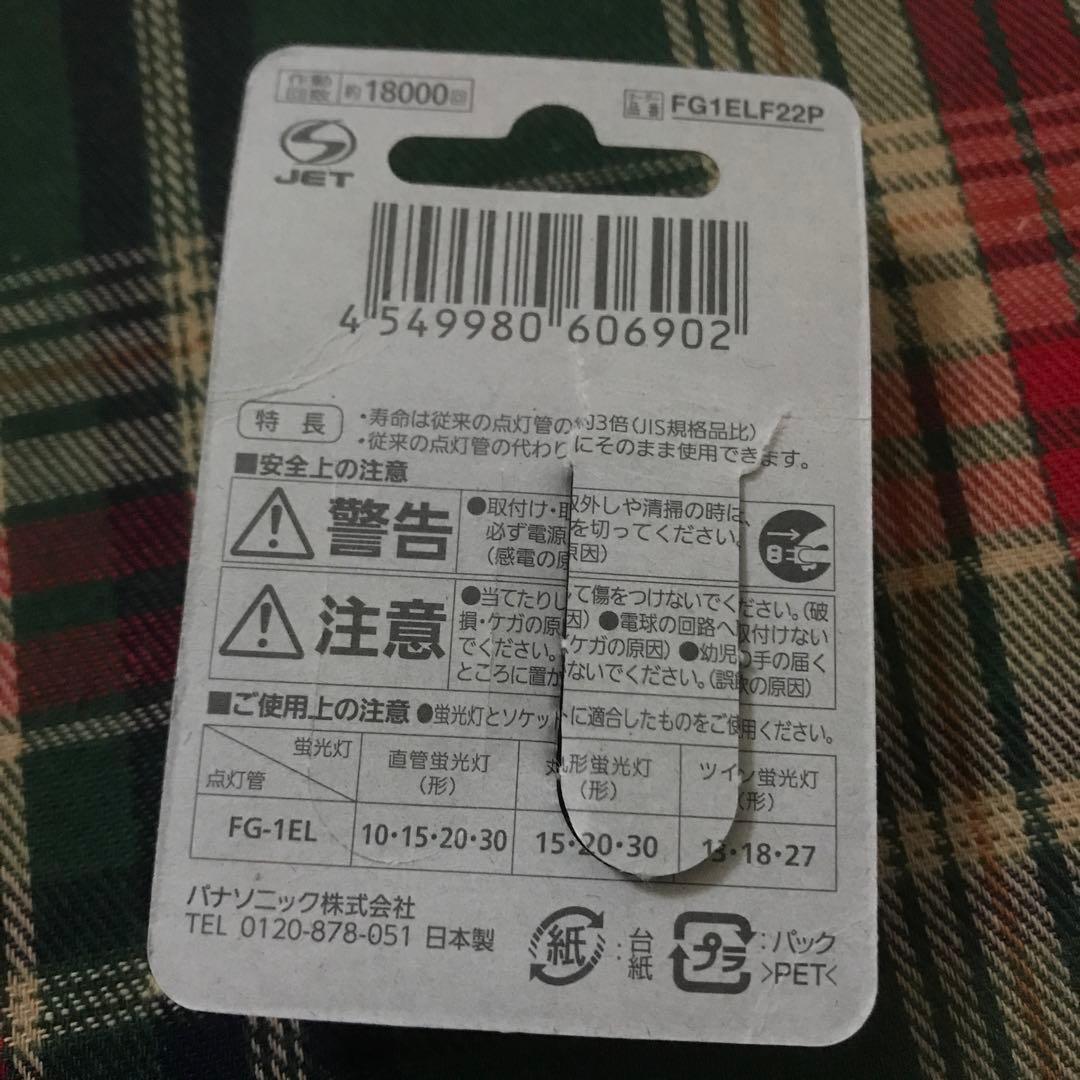 作動回数 約18000回
オーダー品番 FG1ELF22P
JET
4 549980 606902
特長
・寿命は従来の点灯管の約3倍(JIS規格品比)
・従来の点灯管の代わりにそのまま使用できます。
■安全上の注意
警告
●取付け・取外しや清掃の時は、
必ず電源を切ってください。
(感電の原因)
注意
●当てたりして傷をつけないでください。(破
損・ケガの原因)●電球の回路へ取付けない
でください。(ケガの原因)●幼児の手の届く
ところに置かないでください。(誤飲の原因)
■ご使用上の注意 ●蛍光灯とソケットに適合したものをご使用ください。
蛍光灯
点灯管
直管蛍光灯
(形)
丸形蛍光灯
(形)
ツイン蛍光灯
(形)
FG-1EL 10・15・20・30 15・20・30 13・18・27
パナソニック株式会社
TEL 0120-878-051 日本製
紙 : 台紙
プラ : パック
>PET<